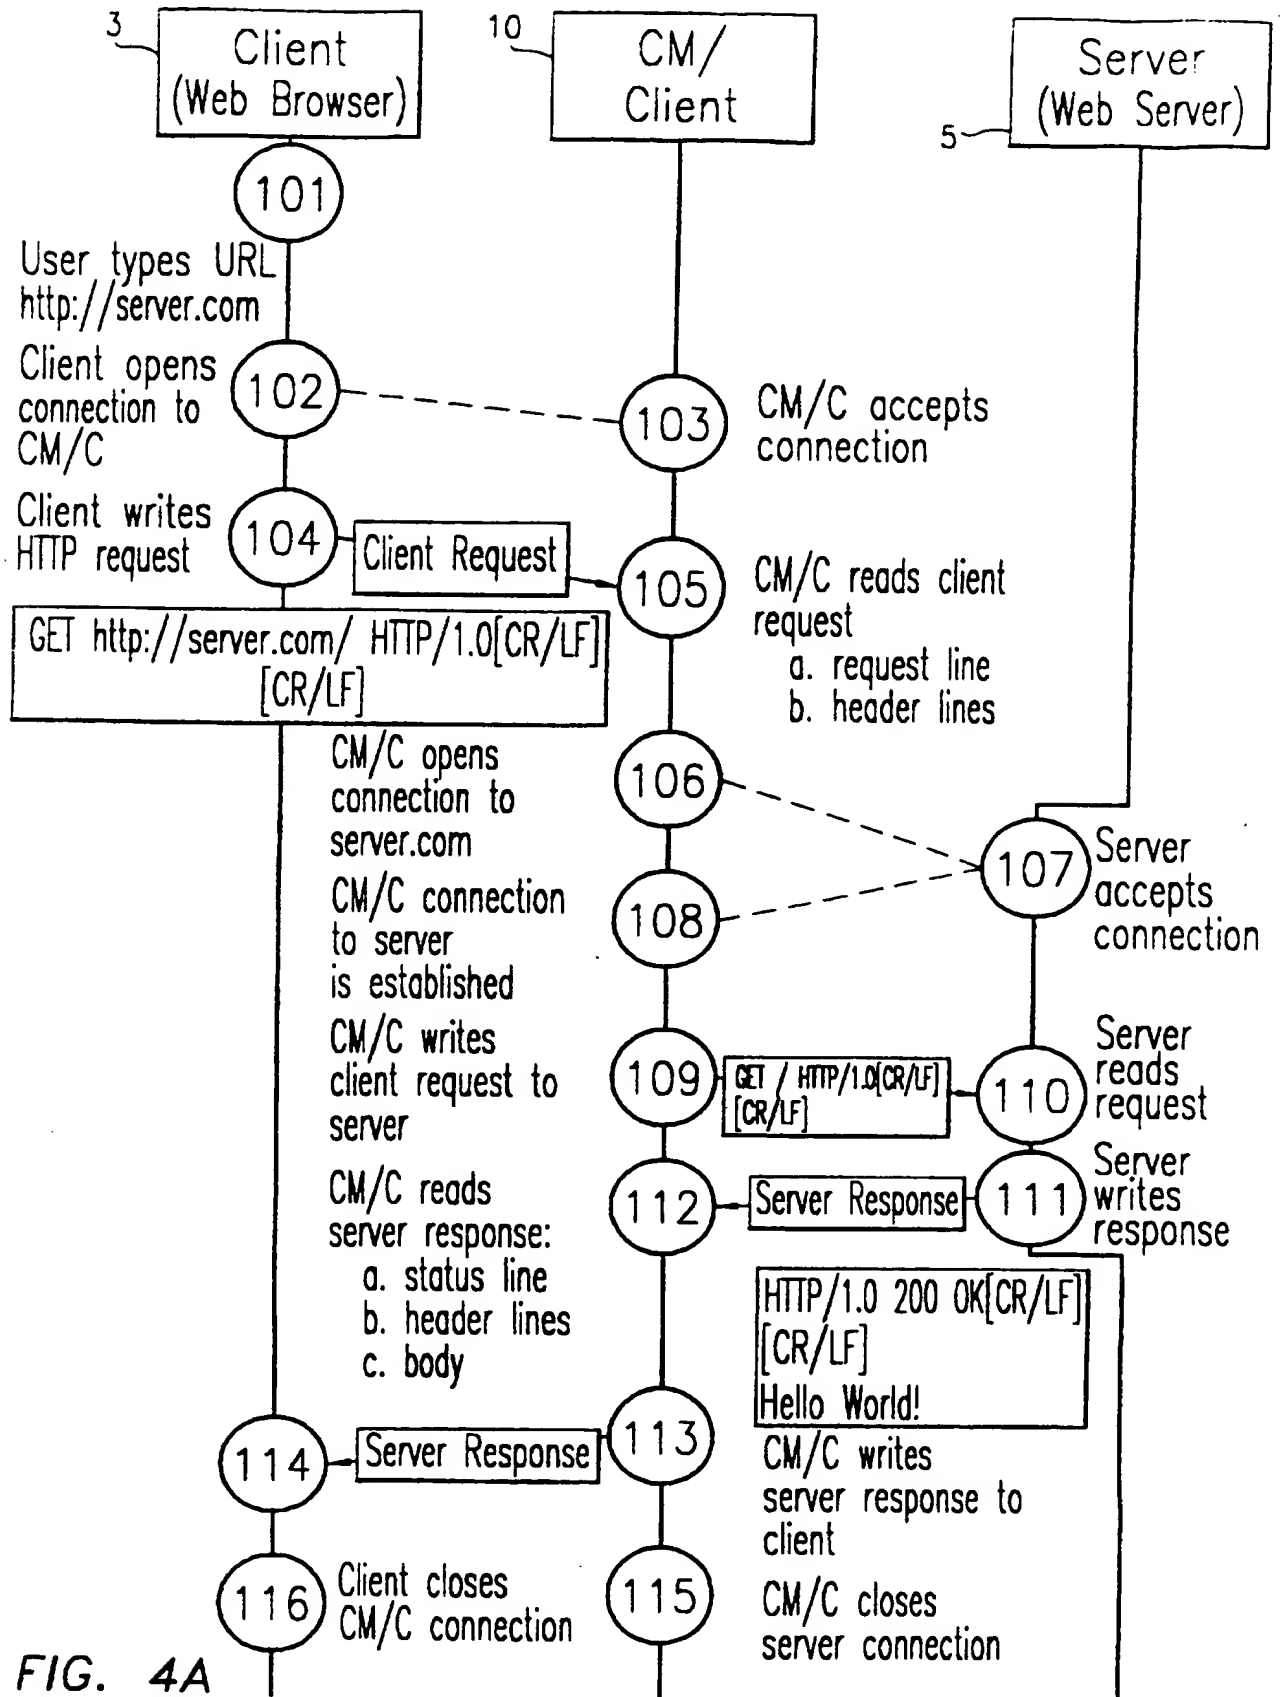 3
Client
(Web Browser)
10
CM/
Client
5
Server
(Web Server)
101
User types URL
http://server.com
Client opens
connection to
CM/C
102
103
CM/C accepts
connection
Client writes
HTTP request
104
Client Request
105
CM/C reads client
request
a. request line
b. header lines
GET http://server.com/ HTTP/1.0[CR/LF]
[CR/LF]
CM/C opens
connection to
server.com
106
107
Server
accepts
connection
CM/C connection
to server
is established
108
CM/C writes
client request to
server
109
GET / HTTP/1.0[CR/LF]
[CR/LF]
110
Server
reads
request
CM/C reads
server response:
a. status line
b. header lines
c. body
112
Server Response
111
Server
writes
response
HTTP/1.0 200 OK[CR/LF]
[CR/LF]
Hello World!
114
Server Response
113
CM/C writes
server response to
client
116
Client closes
CM/C connection
115
CM/C closes
server connection
FIG. 4A